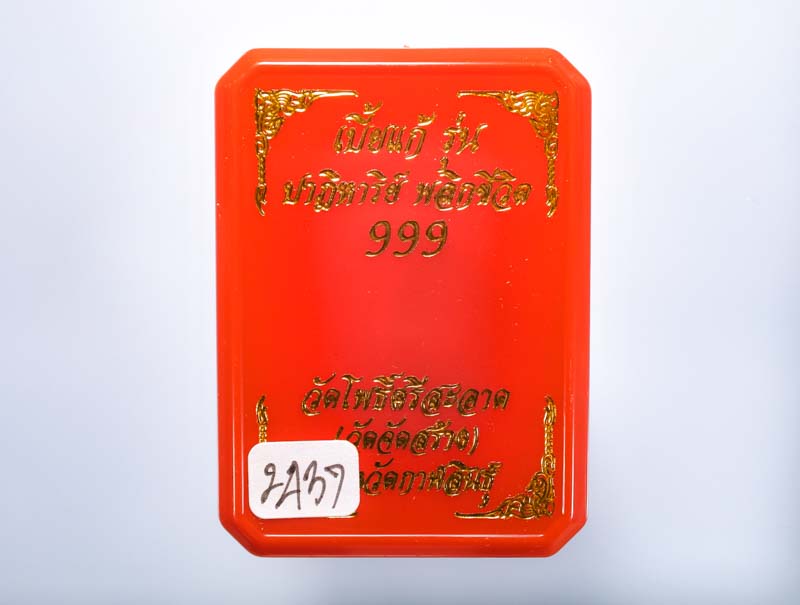 เบี้ยแก้ รุ่น
ปาฏิหาริย์ พลิกชีวิต
999
วัดโพธิ์ศรีสะอาด
(วัดจัดสร้าง)
วัดกาฬสินธุ์
2437